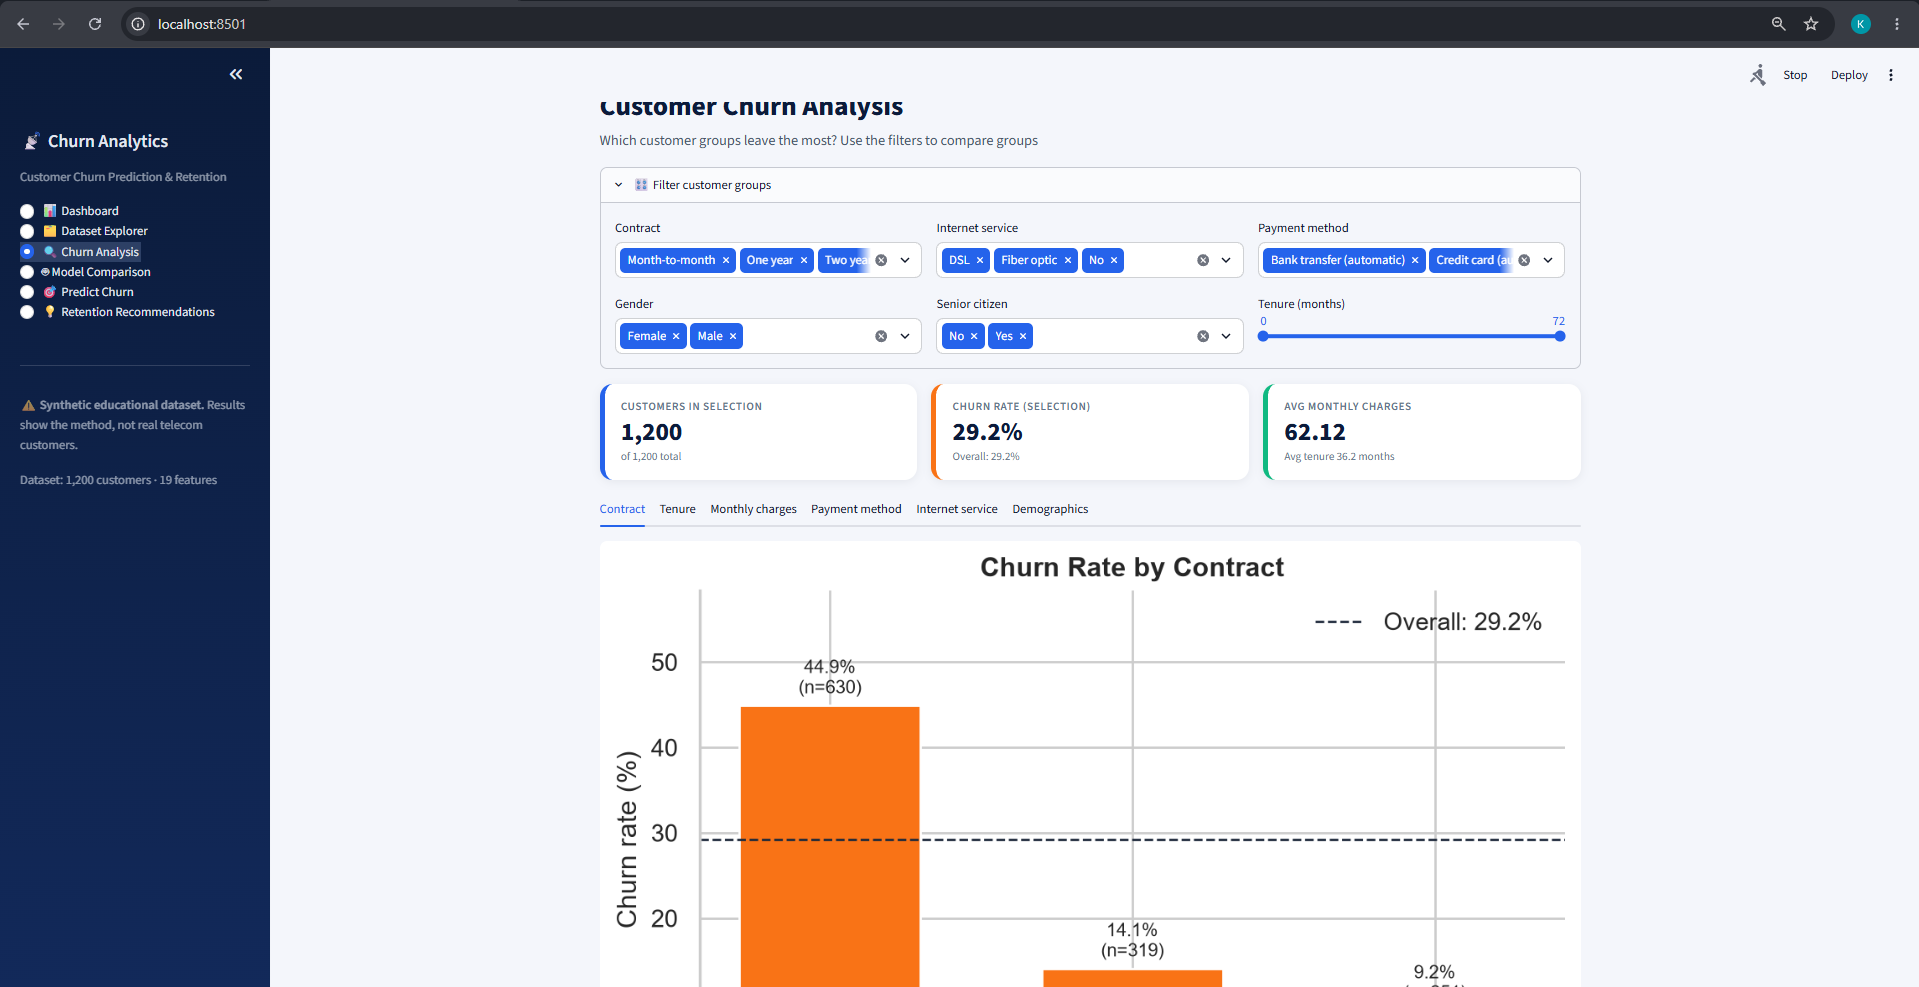 localhost:8501
K
Stop
Deploy
Churn Analytics
Customer Churn Prediction & Retention
Dashboard
Dataset Explorer
Churn Analysis
Model Comparison
Predict Churn
Retention Recommendations
Synthetic educational dataset. Results
show the method, not real telecom
customers.
Dataset: 1,200 customers · 19 features
Customer Churn Analysis
Which customer groups leave the most? Use the filters to compare groups
Filter customer groups
Contract
Month-to-month
One year
Two yea
Internet service
DSL
Fiber optic
No
Payment method
Bank transfer (automatic)
Credit card (au
Gender
Female
Male
Senior citizen
No
Yes
Tenure (months)
0
72
CUSTOMERS IN SELECTION
1,200
of 1,200 total
CHURN RATE (SELECTION)
29.2%
Overall: 29.2%
AVG MONTHLY CHARGES
62.12
Avg tenure 36.2 months
Contract
Tenure
Monthly charges
Payment method
Internet service
Demographics
Churn Rate by Contract
Overall: 29.2%
Churn rate (%)
50
40
30
20
44.9%
(n=630)
14.1%
(n=319)
9.2%